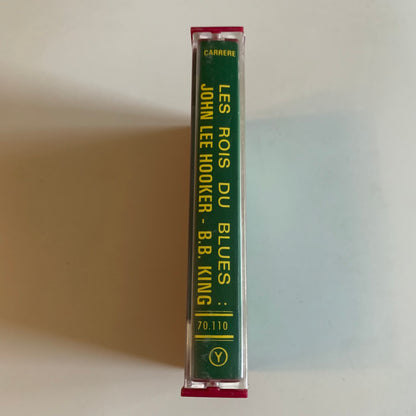 CARRERE
LES ROIS DU BLUES :
JOHN LEE HOOKER - B.B. KING
70.110
Y